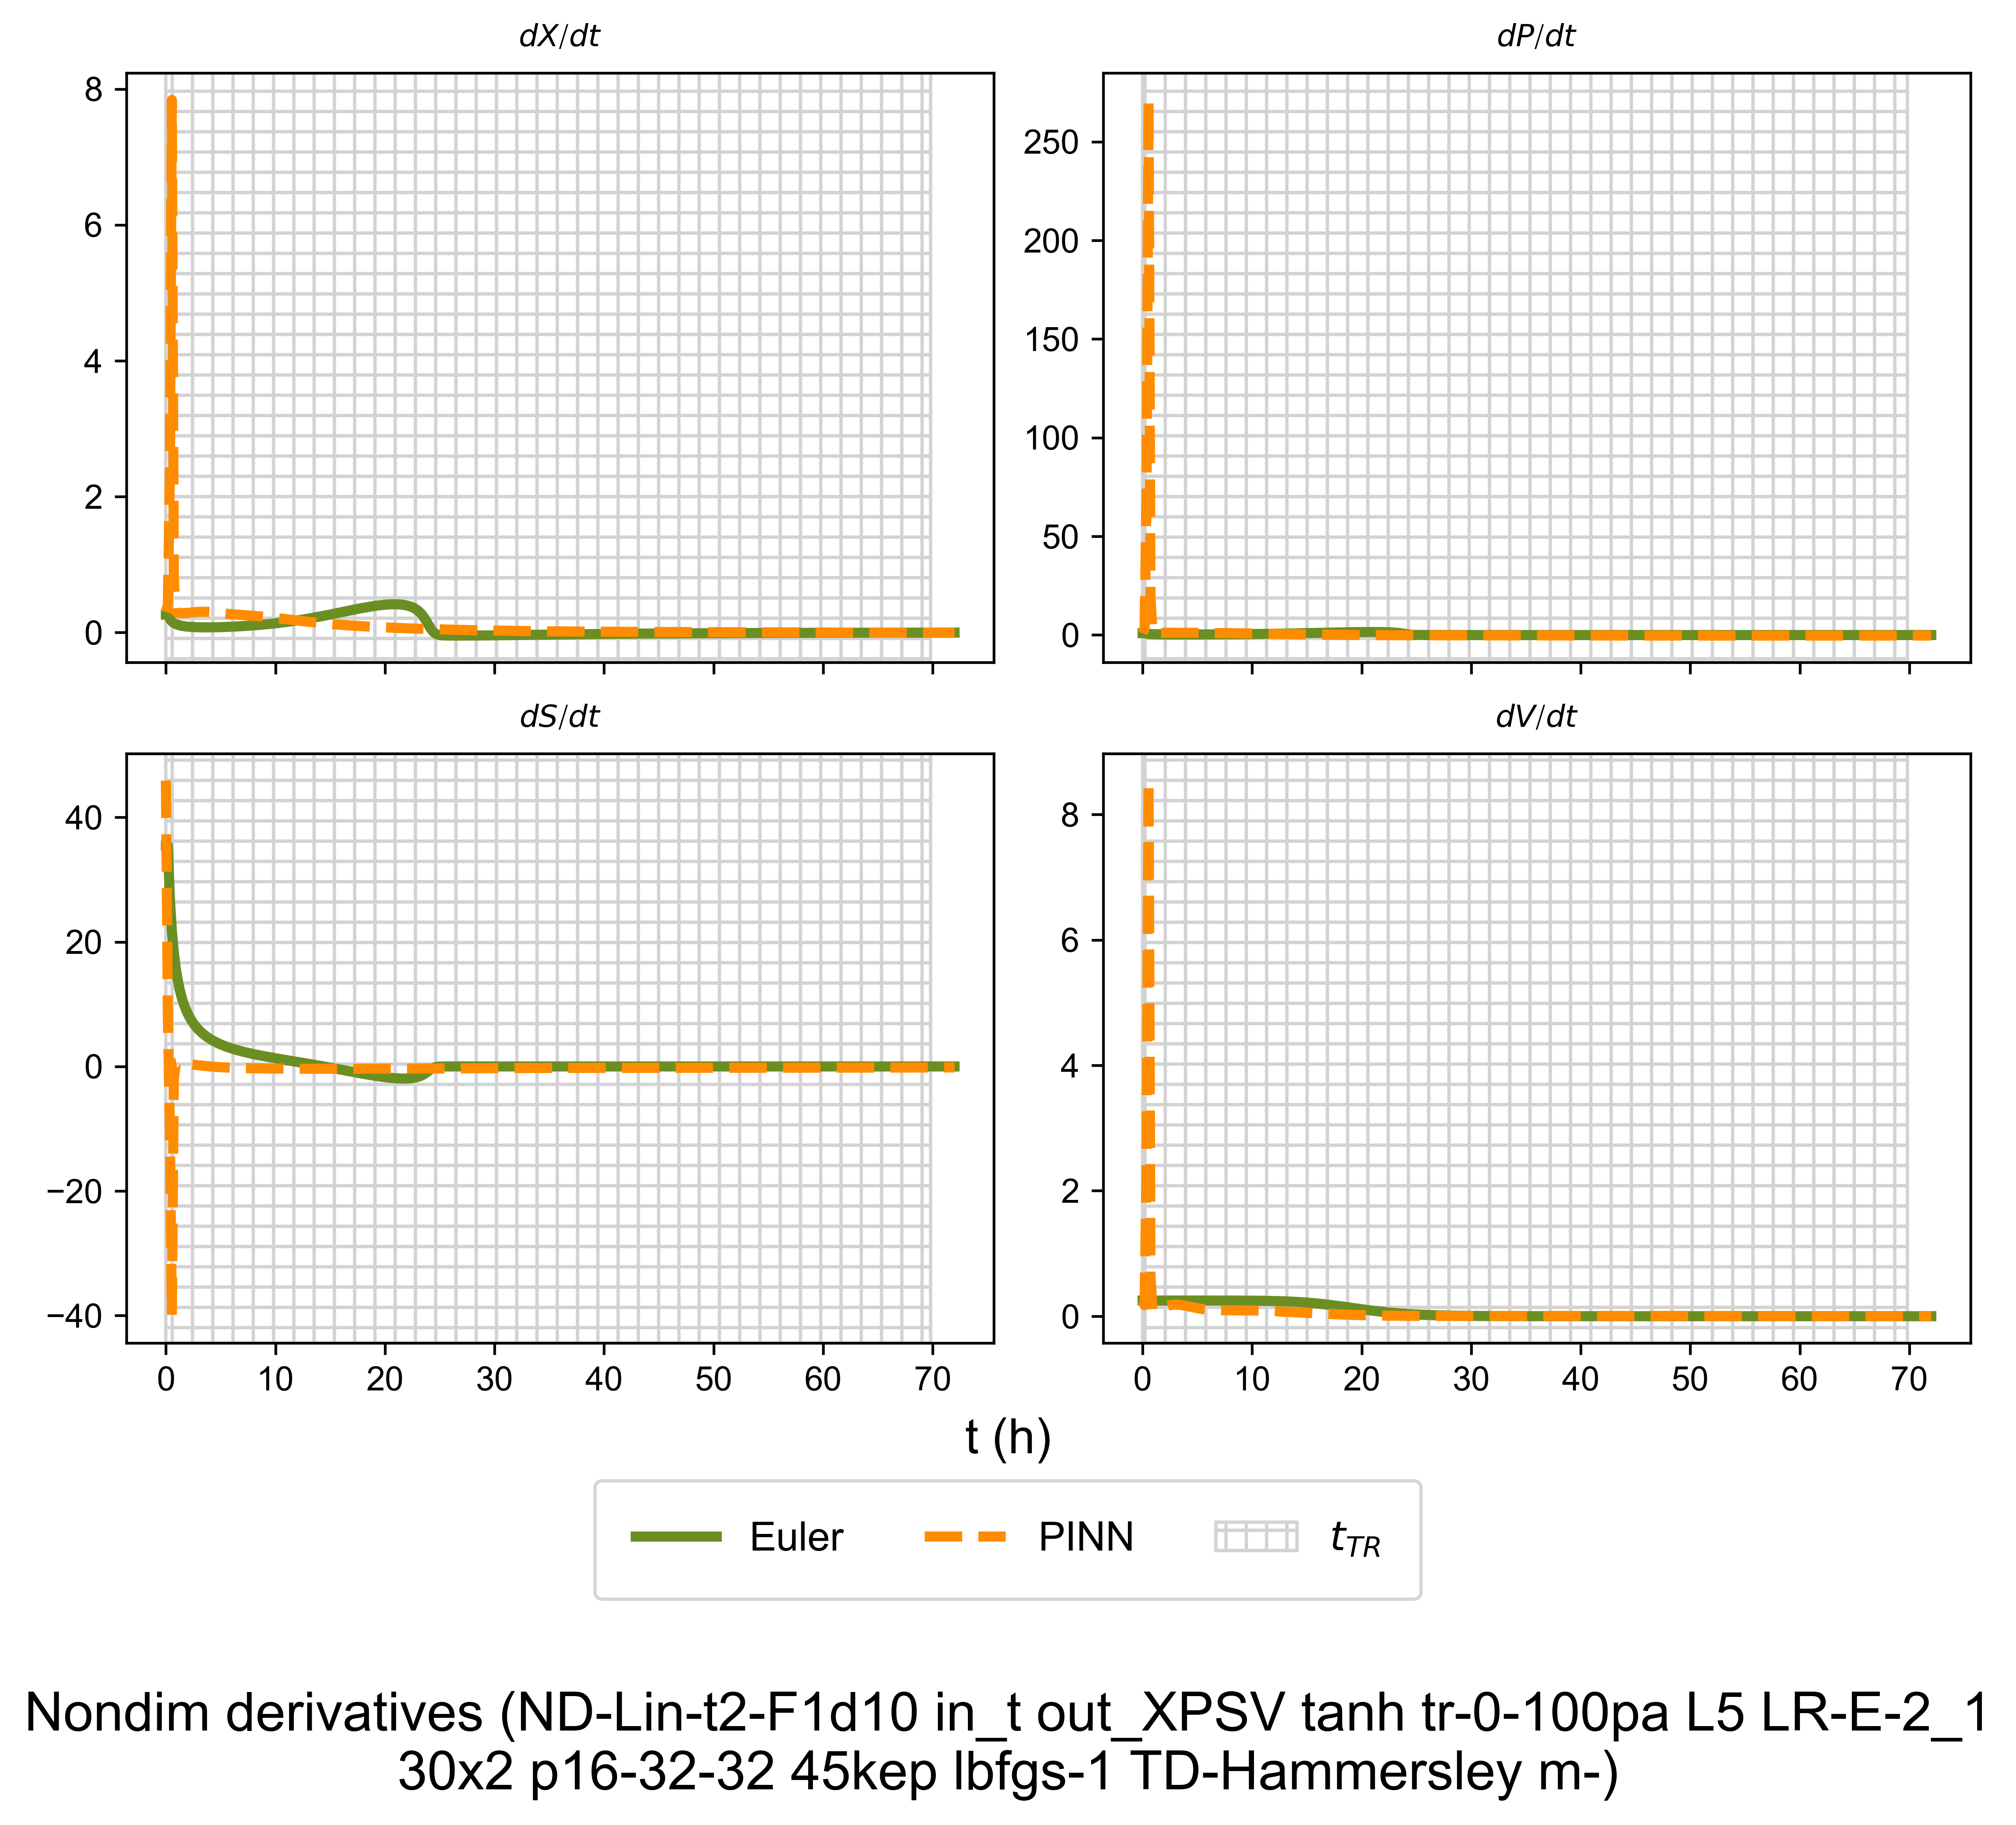 dX/dt
dP/dt
8
6
4
2
0
250
200
150
100
50
0
dS/dt
dV/dt
40
20
0
−20
−40
8
6
4
2
0
0 10 20 30 40 50 60 70
0 10 20 30 40 50 60 70
t (h)
Euler PINN t_{TR}
Nondim derivatives (ND-Lin-t2-F1d10 in_t out_XPSV tanh tr-0-100pa L5 LR-E-2_1
30x2 p16-32-32 45kep lbfgs-1 TD-Hammersley m-)